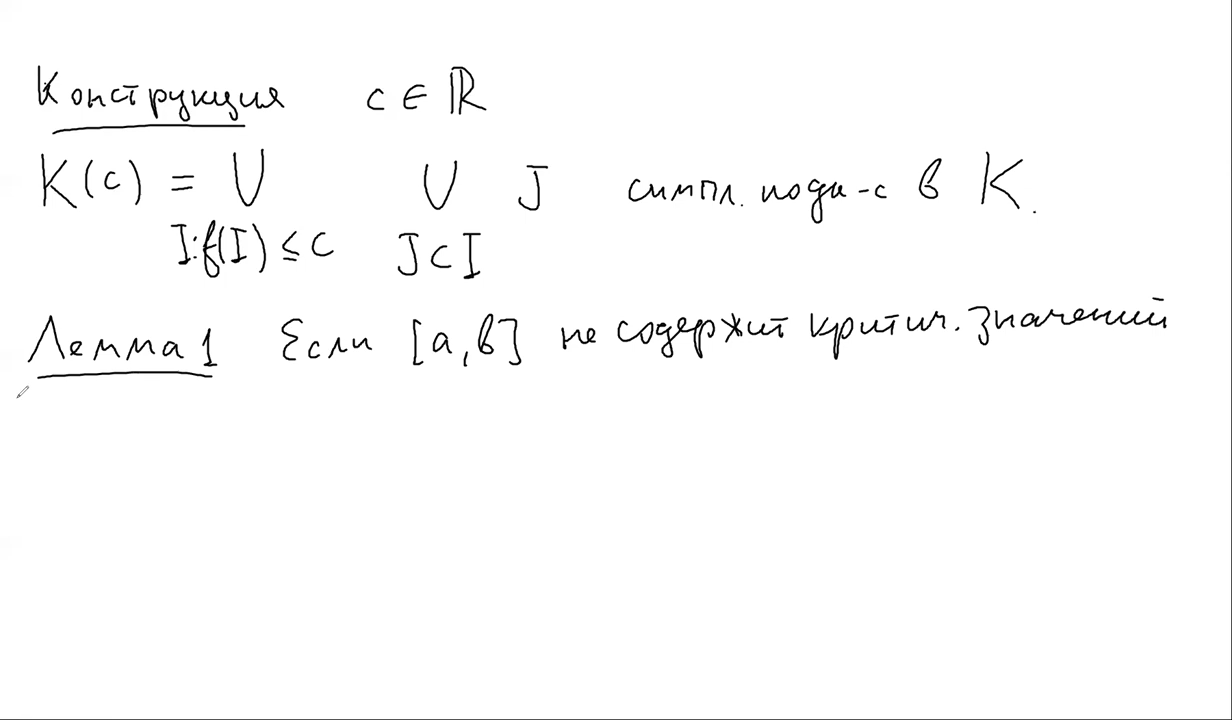 Конструкция c ∈ ℝ
K(c) = ∪ ∪ J симпл. подк-с в K.
I:f(I) ≤ c J ⊂ I
Лемма 1 Если [a,b] не содержит критич. значений